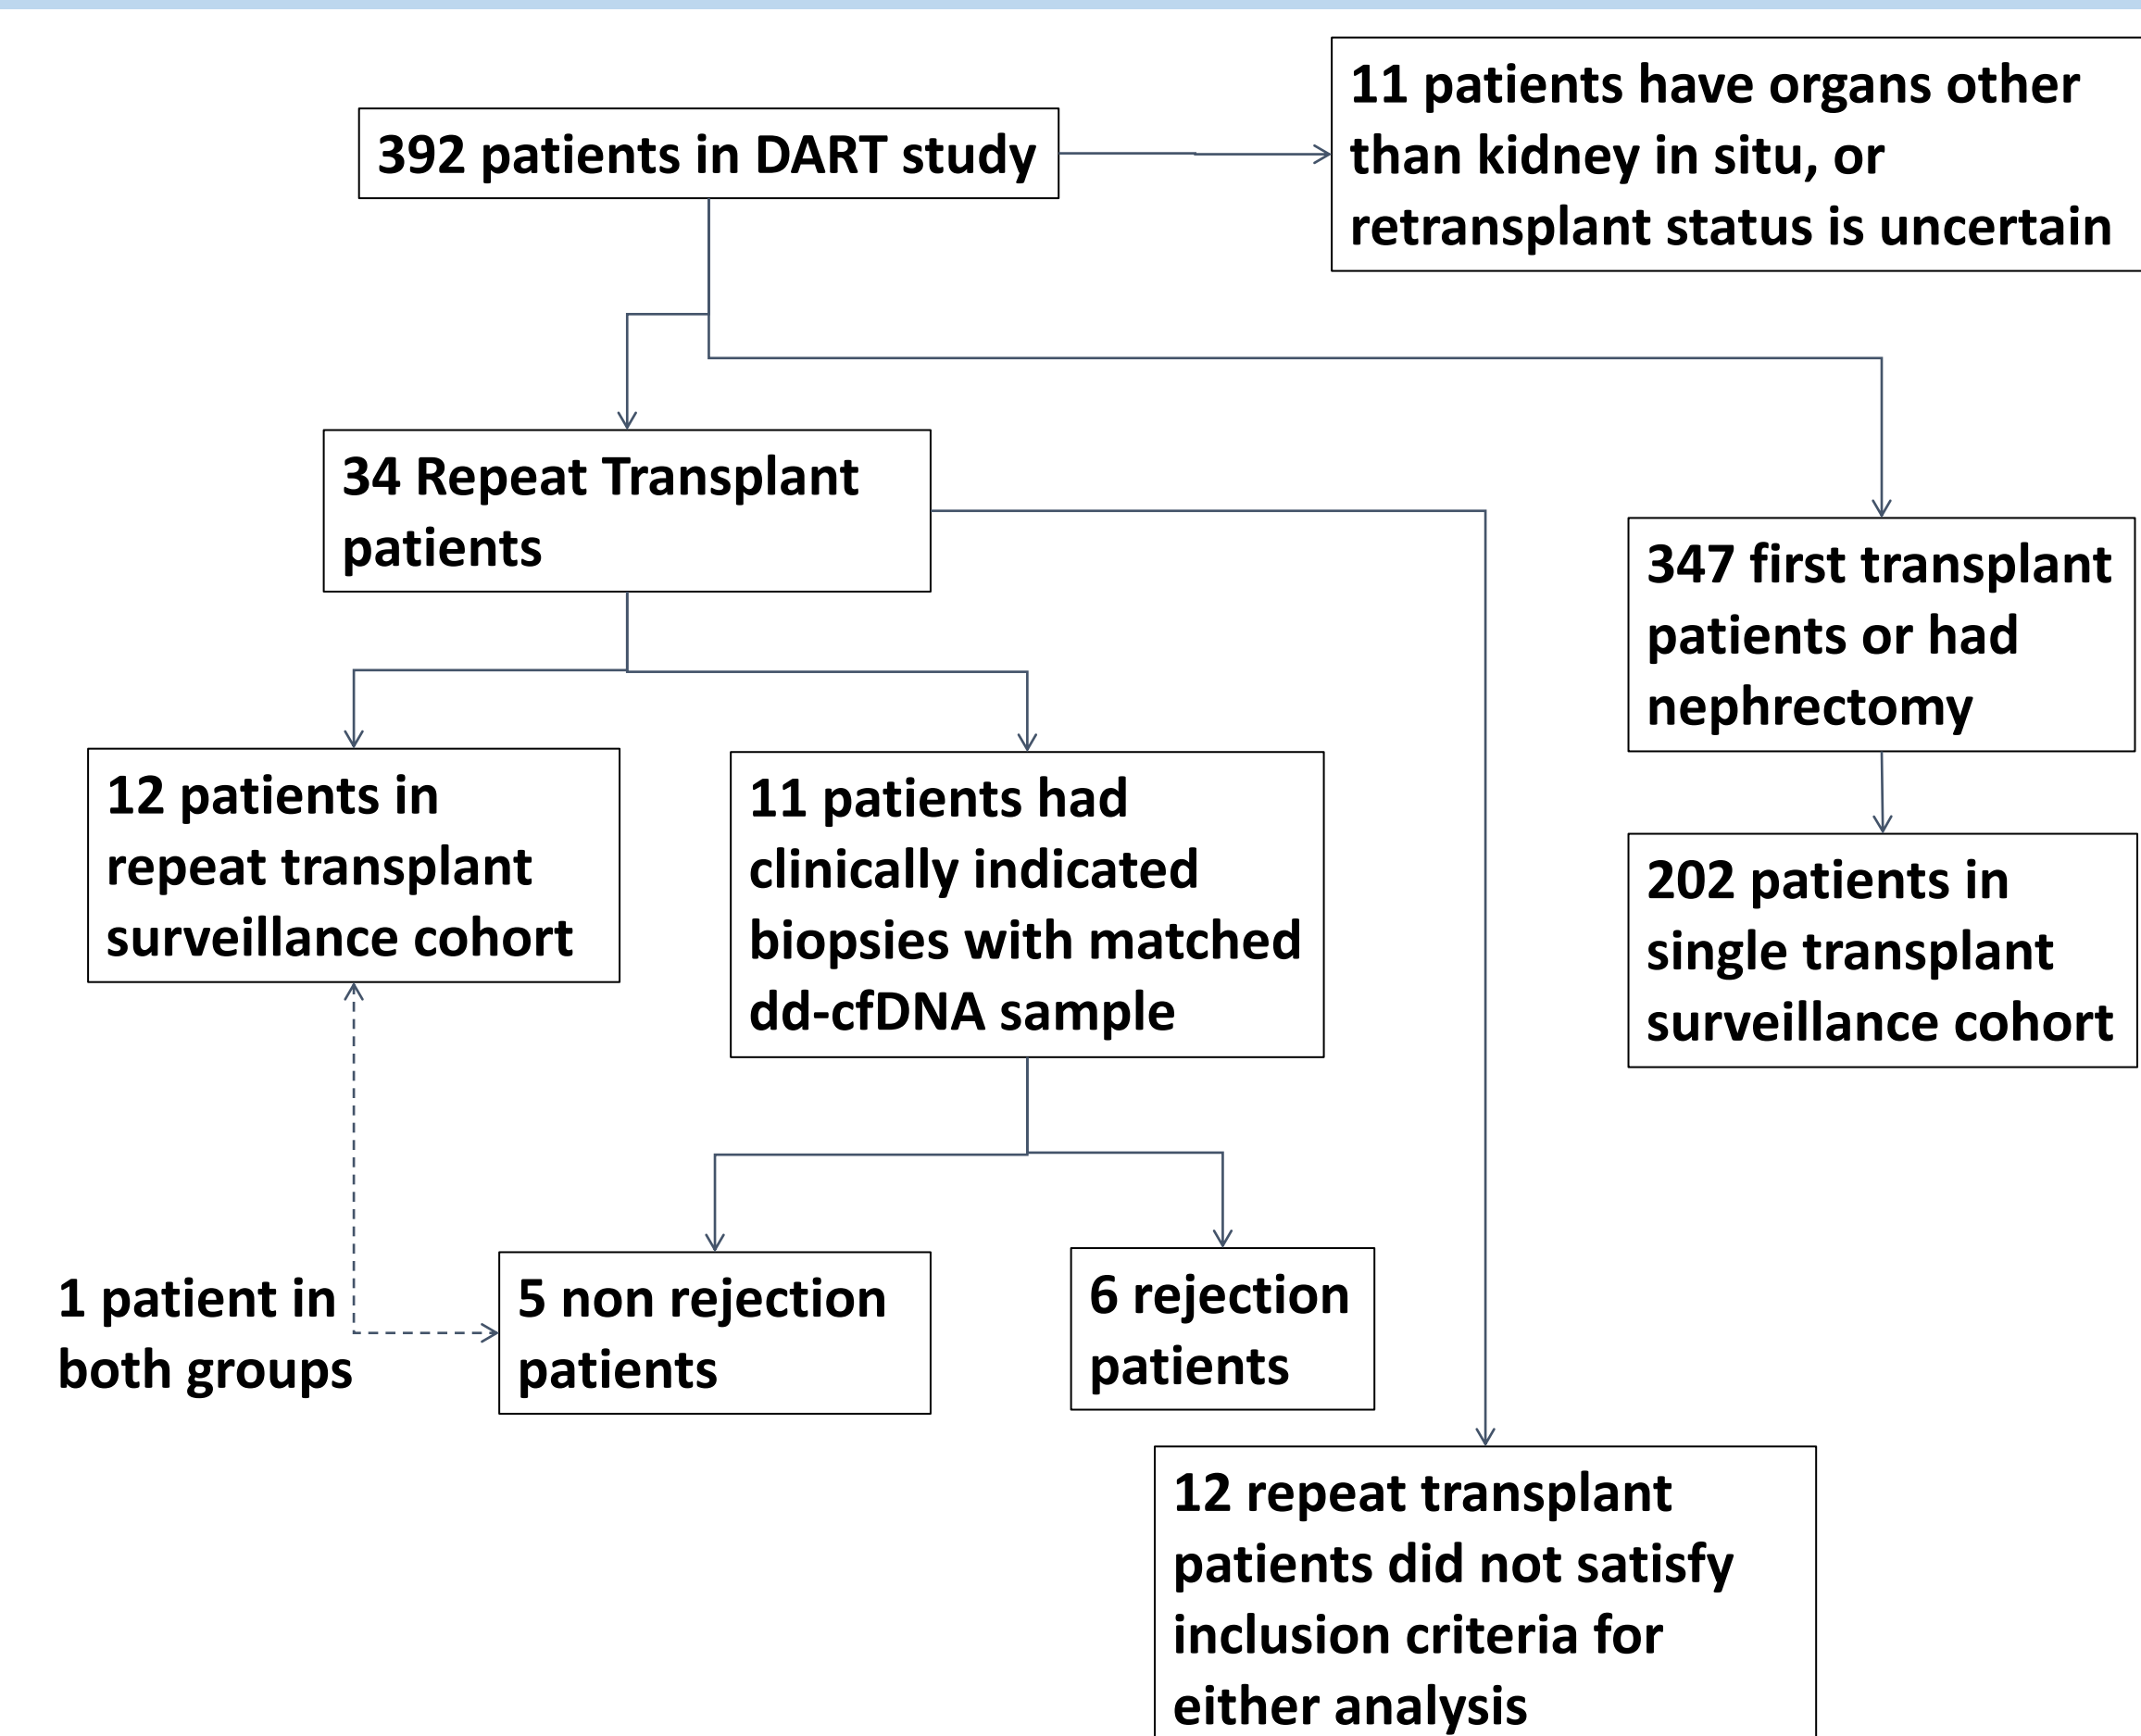 392 patients in DART study
11 patients have organs other
than kidney in situ, or
retransplant status is uncertain
34 Repeat Transplant
patients
347 first transplant
patients or had
nephrectomy
12 patients in
repeat transplant
surveillance cohort
11 patients had
clinically indicated
biopsies with matched
dd-cfDNA sample
202 patients in
single transplant
surveillance cohort
1 patient in
both groups
5 non rejection
patients
6 rejection
patients
12 repeat transplant
patients did not satisfy
inclusion criteria for
either analysis